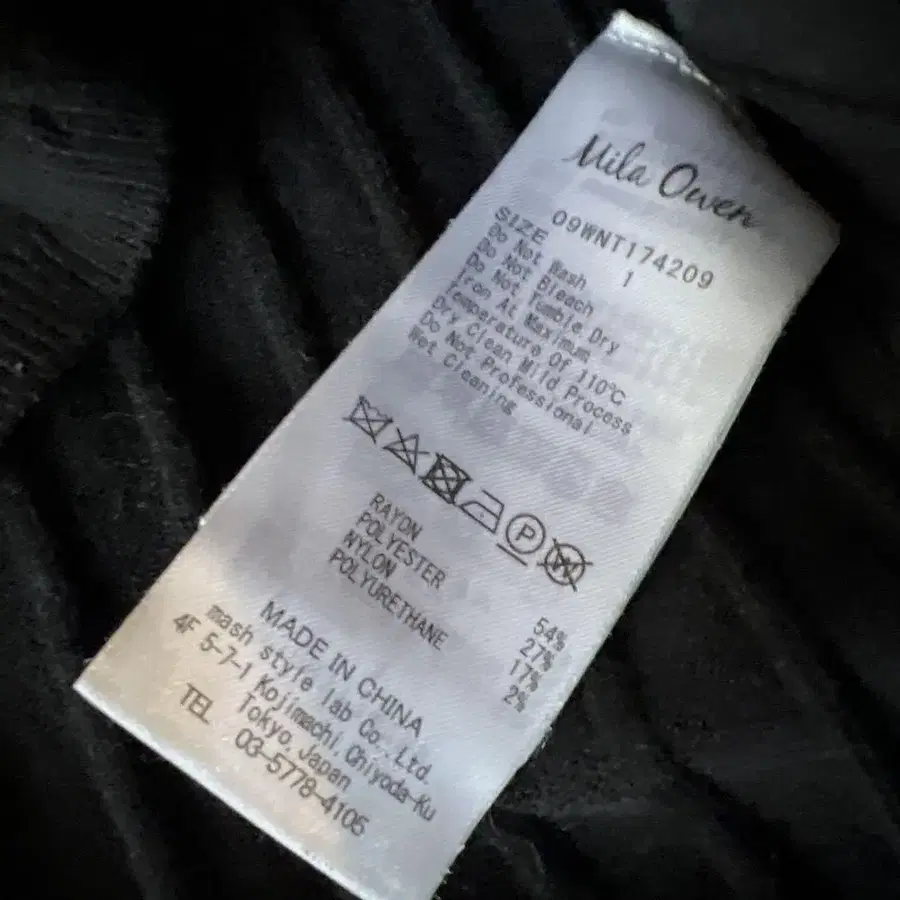 Mila Owen
09WNT174209
SIZE 1
Do Not Wash
Do Not Bleach
Do Not Tumble Dry
Iron At Maximum
Temperature Of 110℃
Dry Clean Mild Process
Do Not Professional
Wet Cleaning
P W
RAYON 54%
POLYESTER 27%
NYLON 17%
POLYURETHANE 2%
MADE IN CHINA
mash style lab Co.,Ltd.
4F 5-7-1 Kojimachi,Chiyoda-Ku
Tokyo,Japan
TEL 03-5778-4105